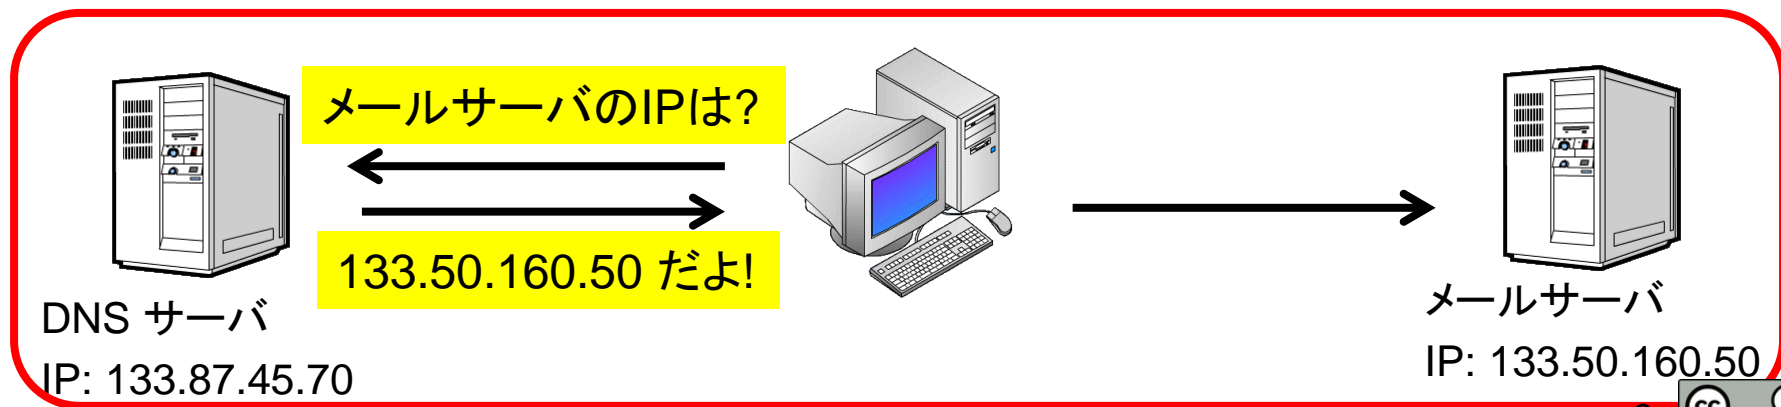 メールサーバのIPは?
133.50.160.50 だよ!
DNS サーバ
IP: 133.87.45.70
メールサーバ
IP: 133.50.160.50
cc